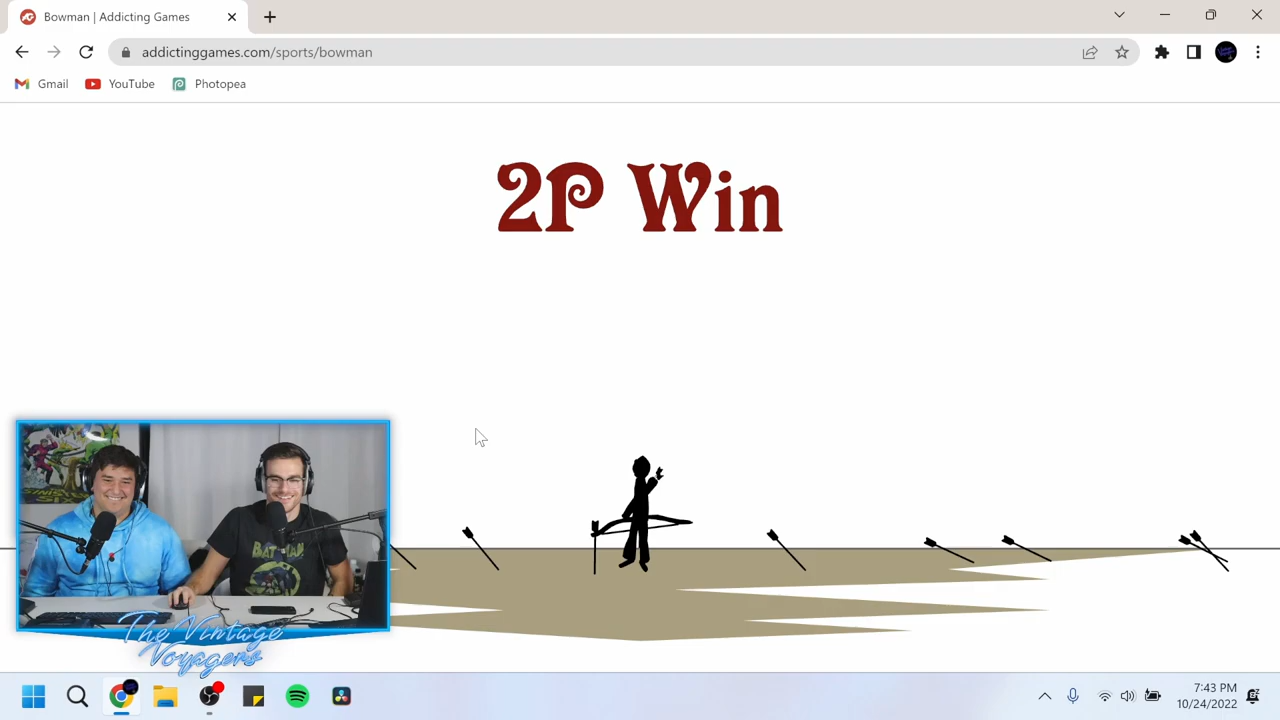 Bowman | Addicting Games
addictinggames.com/sports/bowman
Gmail YouTube Photopea
2P Win
BATMAN
The Vintage
Voyagers
7:43 PM
10/24/2022